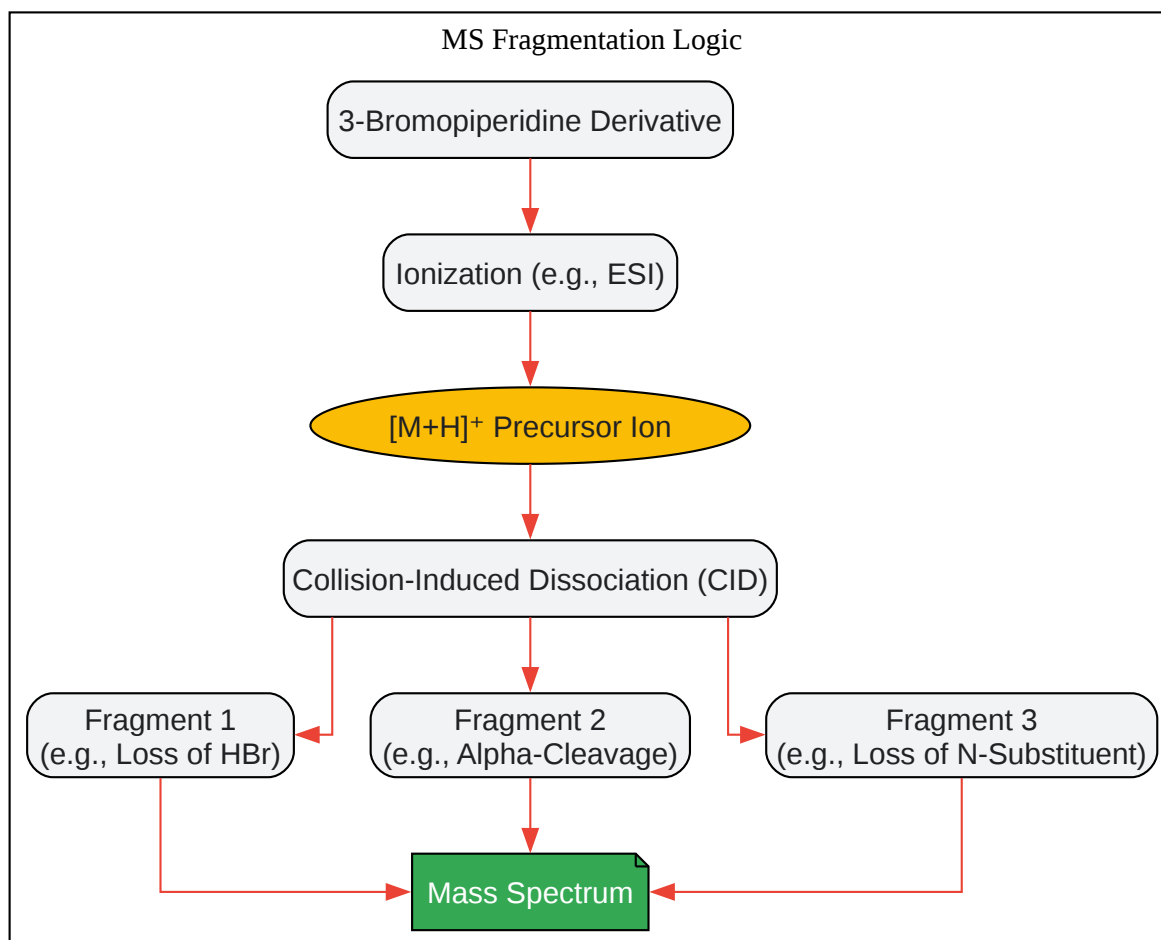 MS Fragmentation Logic
3-Bromopiperidine Derivative
Ionization (e.g., ESI)
[M+H]⁺ Precursor Ion
Collision-Induced Dissociation (CID)
Fragment 1
(e.g., Loss of HBr)
Fragment 2
(e.g., Alpha-Cleavage)
Fragment 3
(e.g., Loss of N-Substituent)
Mass Spectrum